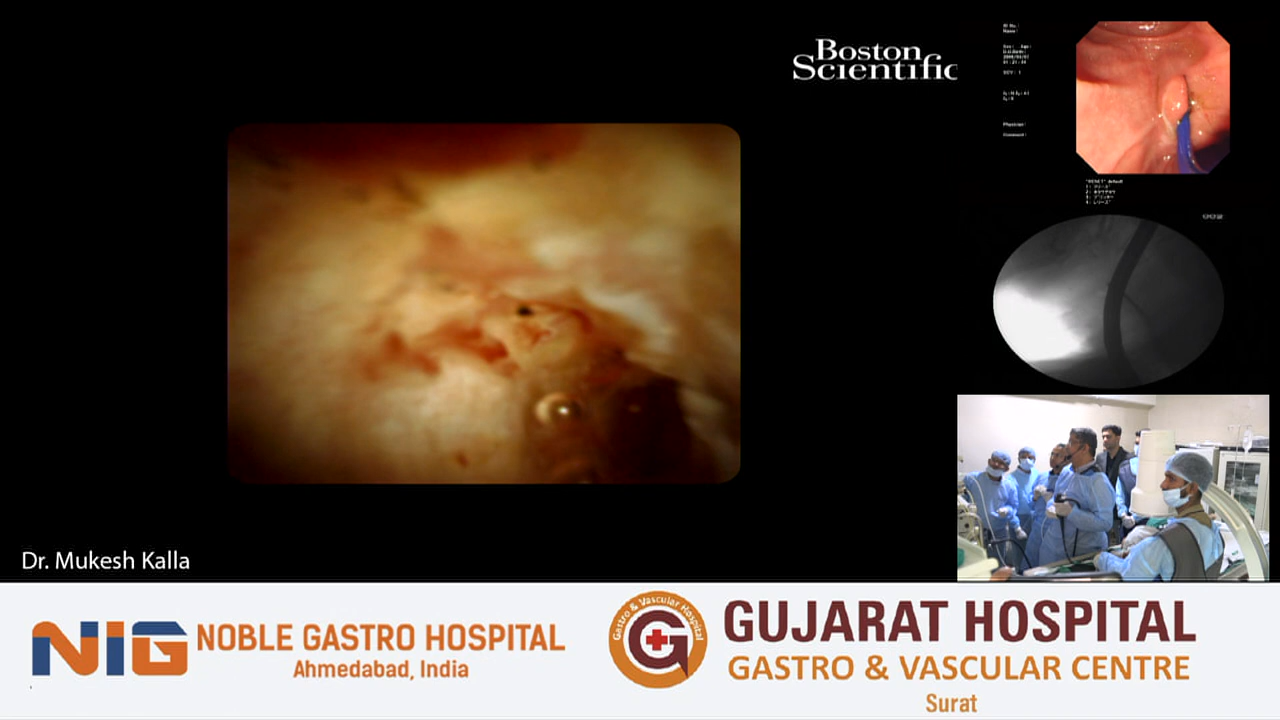 Boston
Scientific
Dr. Mukesh Kalla
NIG
NOBLE GASTRO HOSPITAL
Ahmedabad, India
Gastro & Vascular Hospital
G
GUJARAT HOSPITAL
GASTRO & VASCULAR CENTRE
Surat